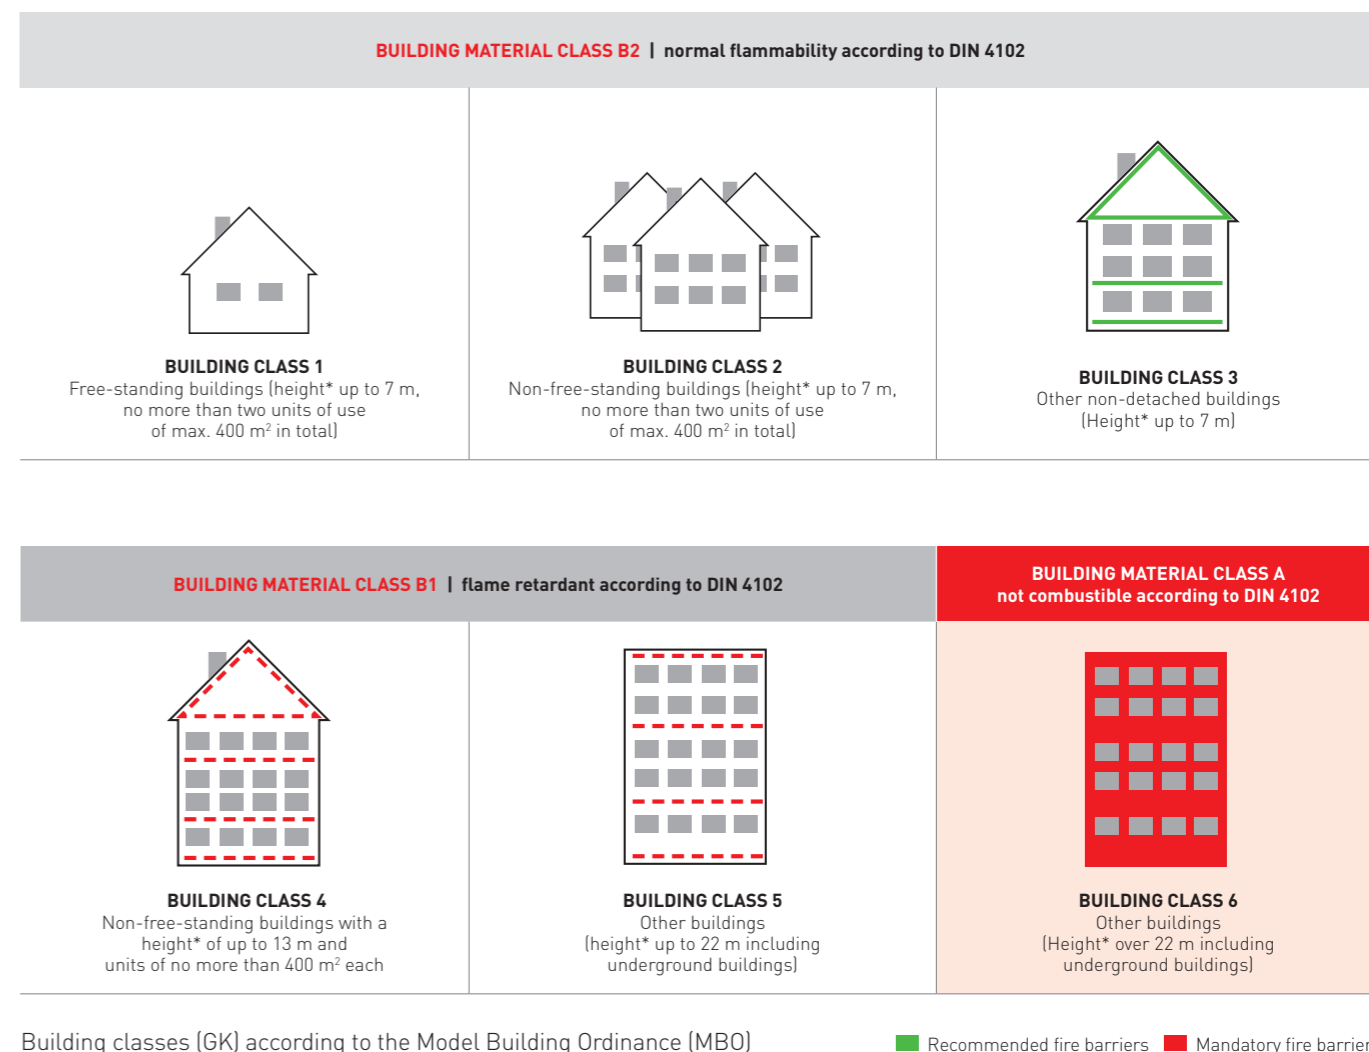 BUILDING MATERIAL CLASS B2 | normal flammability according to DIN 4102
BUILDING CLASS 1
Free-standing buildings (height* up to 7 m,
no more than two units of use
of max. 400 m² in total)
BUILDING CLASS 2
Non-free-standing buildings (height* up to 7 m,
no more than two units of use
of max. 400 m² in total)
BUILDING CLASS 3
Other non-detached buildings
(Height* up to 7 m)
BUILDING MATERIAL CLASS B1 | flame retardant according to DIN 4102
BUILDING MATERIAL CLASS A
not combustible according to DIN 4102
BUILDING CLASS 4
Non-free-standing buildings with a
height* of up to 13 m and
units of no more than 400 m² each
BUILDING CLASS 5
Other buildings
(height* up to 22 m including
underground buildings)
BUILDING CLASS 6
Other buildings
(Height* over 22 m including
underground buildings)
Building classes (GK) according to the Model Building Ordinance (MBO)
Recommended fire barriers
Mandatory fire barrier